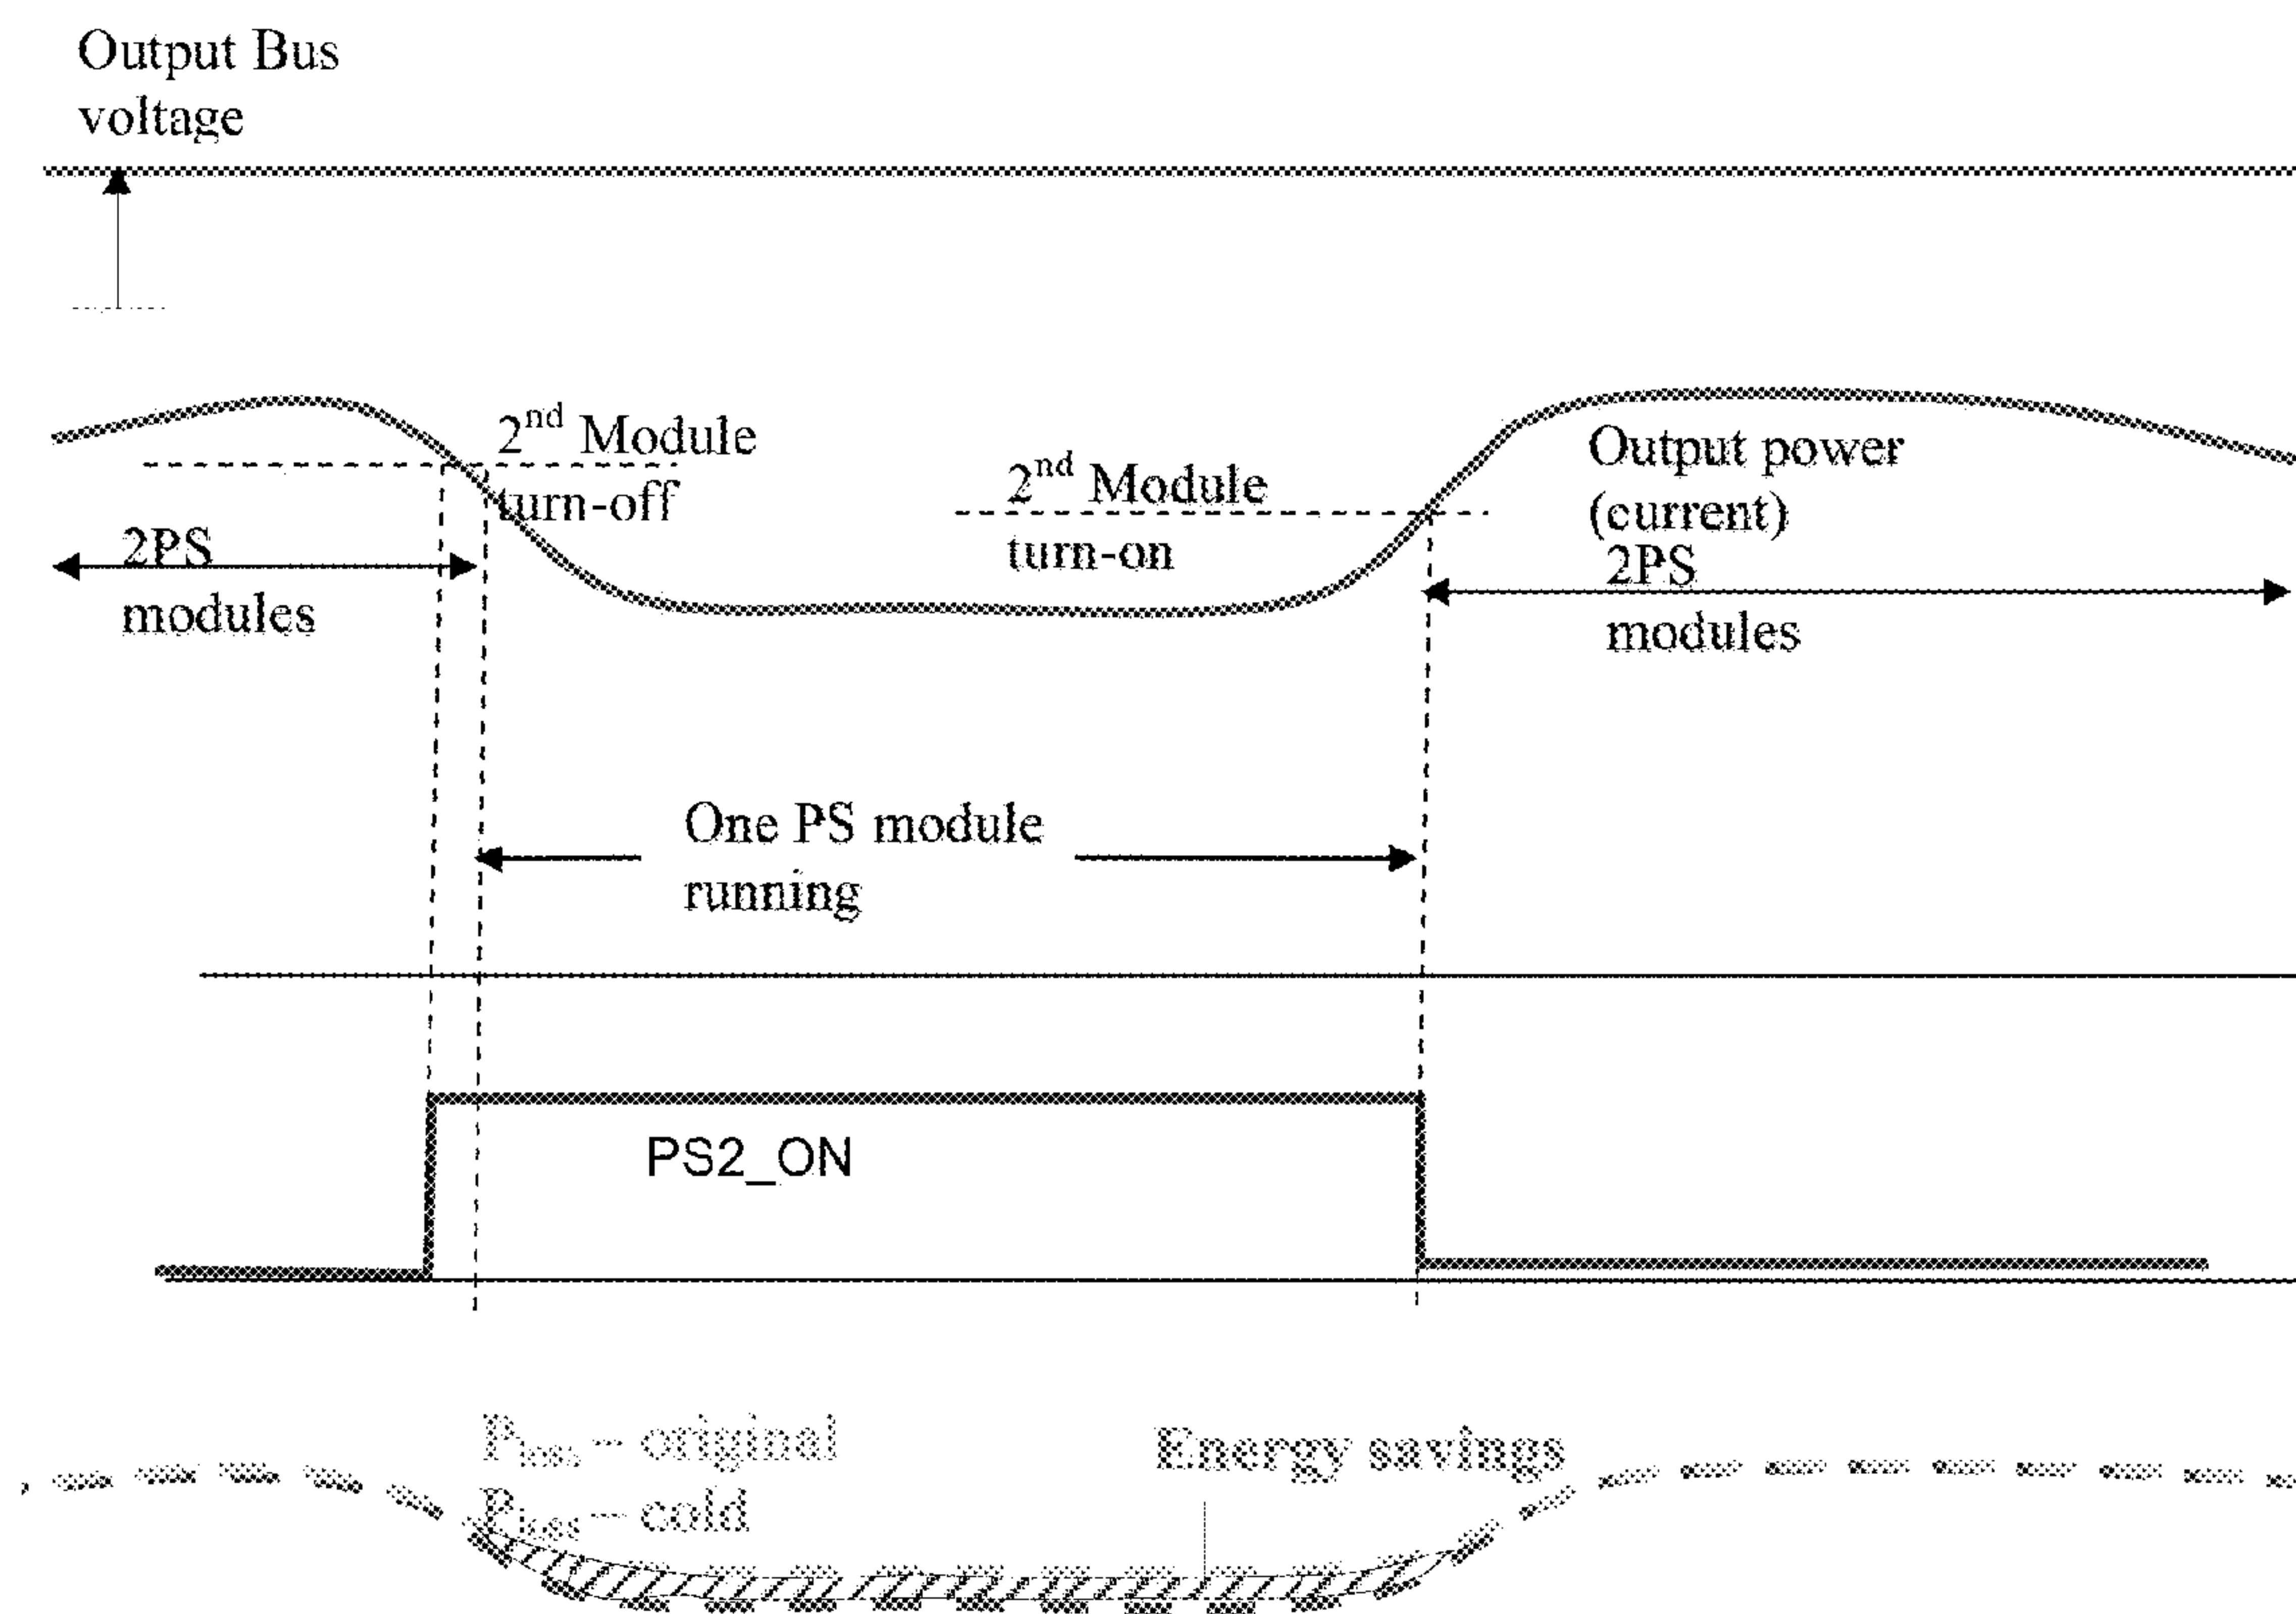 Output Bus
voltage
2nd Module
turn-off
2nd Module
turn-on
Output power
(current)
2PS
modules
2PS
modules
One PS module
running
PS2_ON
Ploss – original
Ploss – cold
Energy savings